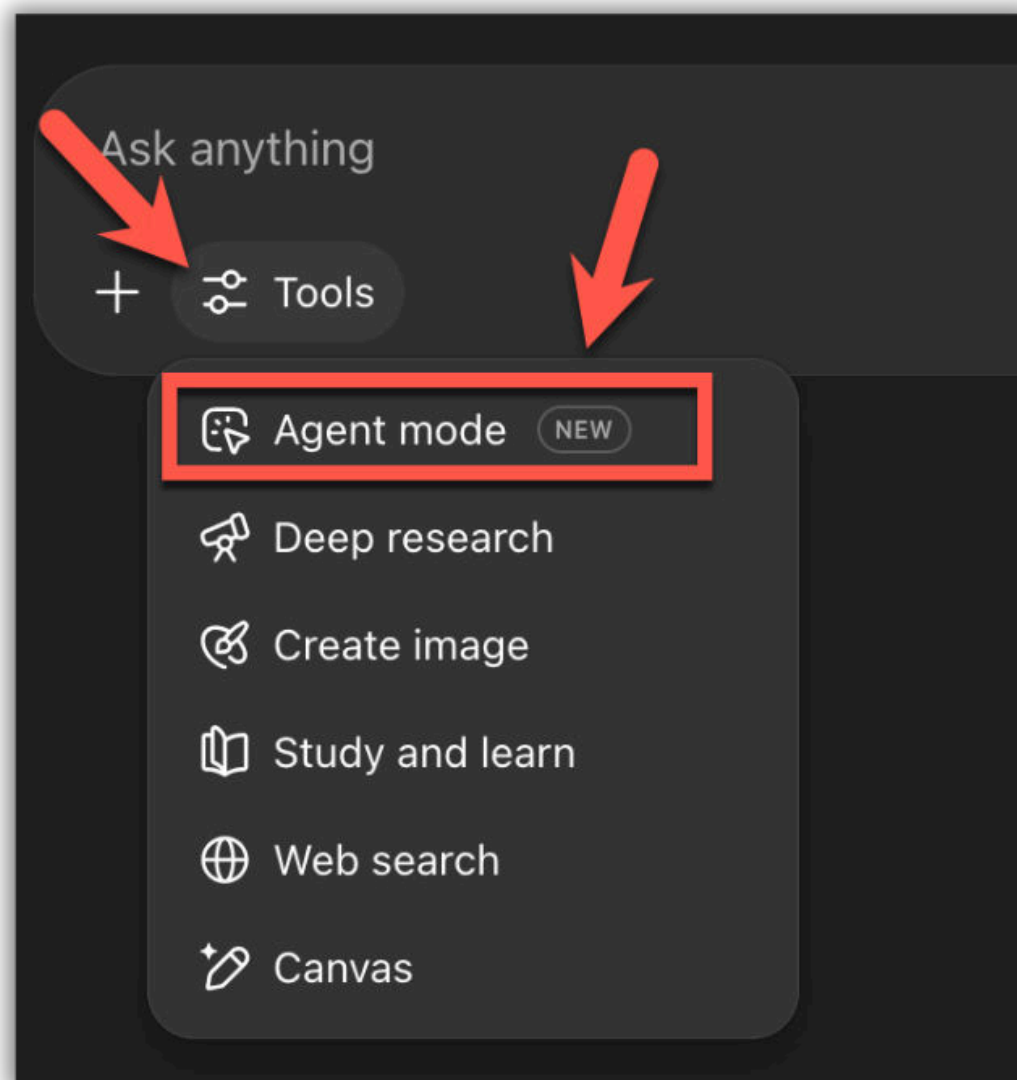 Ask anything
Tools
Agent mode NEW
Deep research
Create image
Study and learn
Web search
Canvas